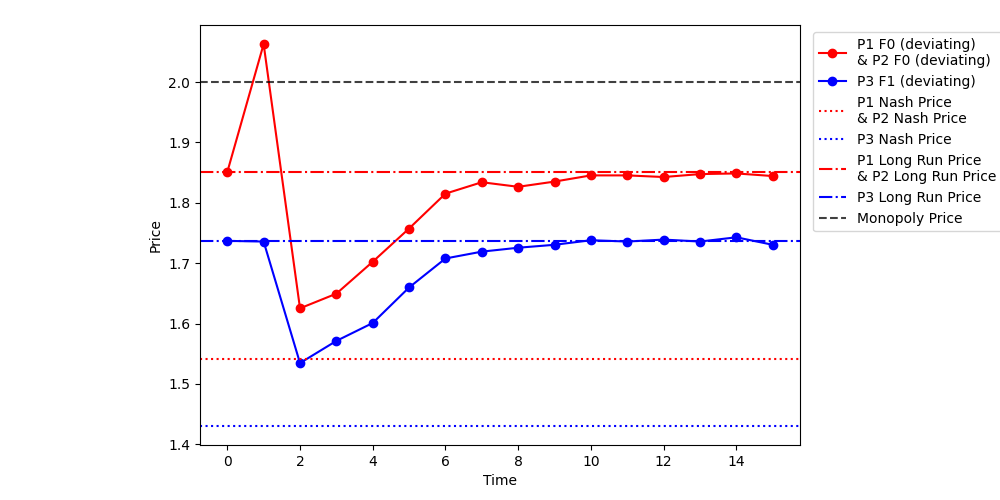 2.0
1.9
1.8
1.7
1.6
1.5
1.4
Price
0
2
4
6
8
10
12
14
Time
P1 F0 (deviating)
& P2 F0 (deviating)
P3 F1 (deviating)
P1 Nash Price
& P2 Nash Price
P3 Nash Price
P1 Long Run Price
& P2 Long Run Price
P3 Long Run Price
Monopoly Price